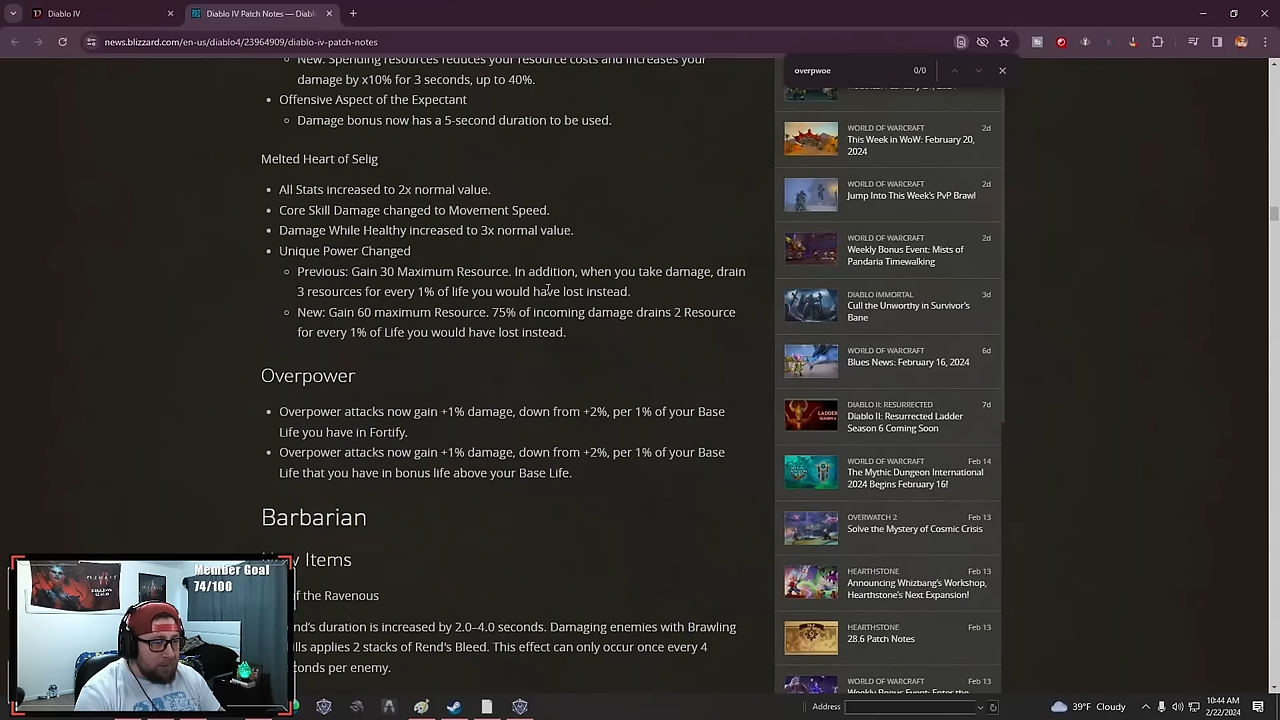 Diablo IV
Diablo IV Patch Notes — Diab
news.blizzard.com/en-us/diablo4/23964909/diablo-iv-patch-notes
overpwoe
0/0
New: Spending resources reduces your resource costs and increases your
damage by x10% for 3 seconds, up to 40%.
Offensive Aspect of the Expectant
Damage bonus now has a 5-second duration to be used.
Melted Heart of Selig
All Stats increased to 2x normal value.
Core Skill Damage changed to Movement Speed.
Damage While Healthy increased to 3x normal value.
Unique Power Changed
Previous: Gain 30 Maximum Resource. In addition, when you take damage, drain
3 resources for every 1% of life you would have lost instead.
New: Gain 60 maximum Resource. 75% of incoming damage drains 2 Resource
for every 1% of Life you would have lost instead.
Overpower
Overpower attacks now gain +1% damage, down from +2%, per 1% of your Base
Life you have in Fortify.
Overpower attacks now gain +1% damage, down from +2%, per 1% of your Base
Life that you have in bonus life above your Base Life.
Barbarian
Items
of the Ravenous
end's duration is increased by 2.0–4.0 seconds. Damaging enemies with Brawling
ills applies 2 stacks of Rend's Bleed. This effect can only occur once every 4
conds per enemy.
WORLD OF WARCRAFT 2d
This Week in WoW: February 20,
2024
WORLD OF WARCRAFT 2d
Jump Into This Week's PvP Brawl
WORLD OF WARCRAFT 2d
Weekly Bonus Event: Mists of
Pandaria Timewalking
DIABLO IMMORTAL 3d
Cull the Unworthy in Survivor's
Bane
WORLD OF WARCRAFT 6d
Blues News: February 16, 2024
DIABLO II: RESURRECTED 7d
Diablo II: Resurrected Ladder
Season 6 Coming Soon
WORLD OF WARCRAFT Feb 14
The Mythic Dungeon International
2024 Begins February 16!
OVERWATCH 2 Feb 13
Solve the Mystery of Cosmic Crisis
HEARTHSTONE Feb 13
Announcing Whizbang's Workshop,
Hearthstone's Next Expansion!
HEARTHSTONE Feb 13
28.6 Patch Notes
WORLD OF WARCRAFT Feb 13
Member Goal
74/100
Address
39°F Cloudy
10:44 AM
2/22/2024